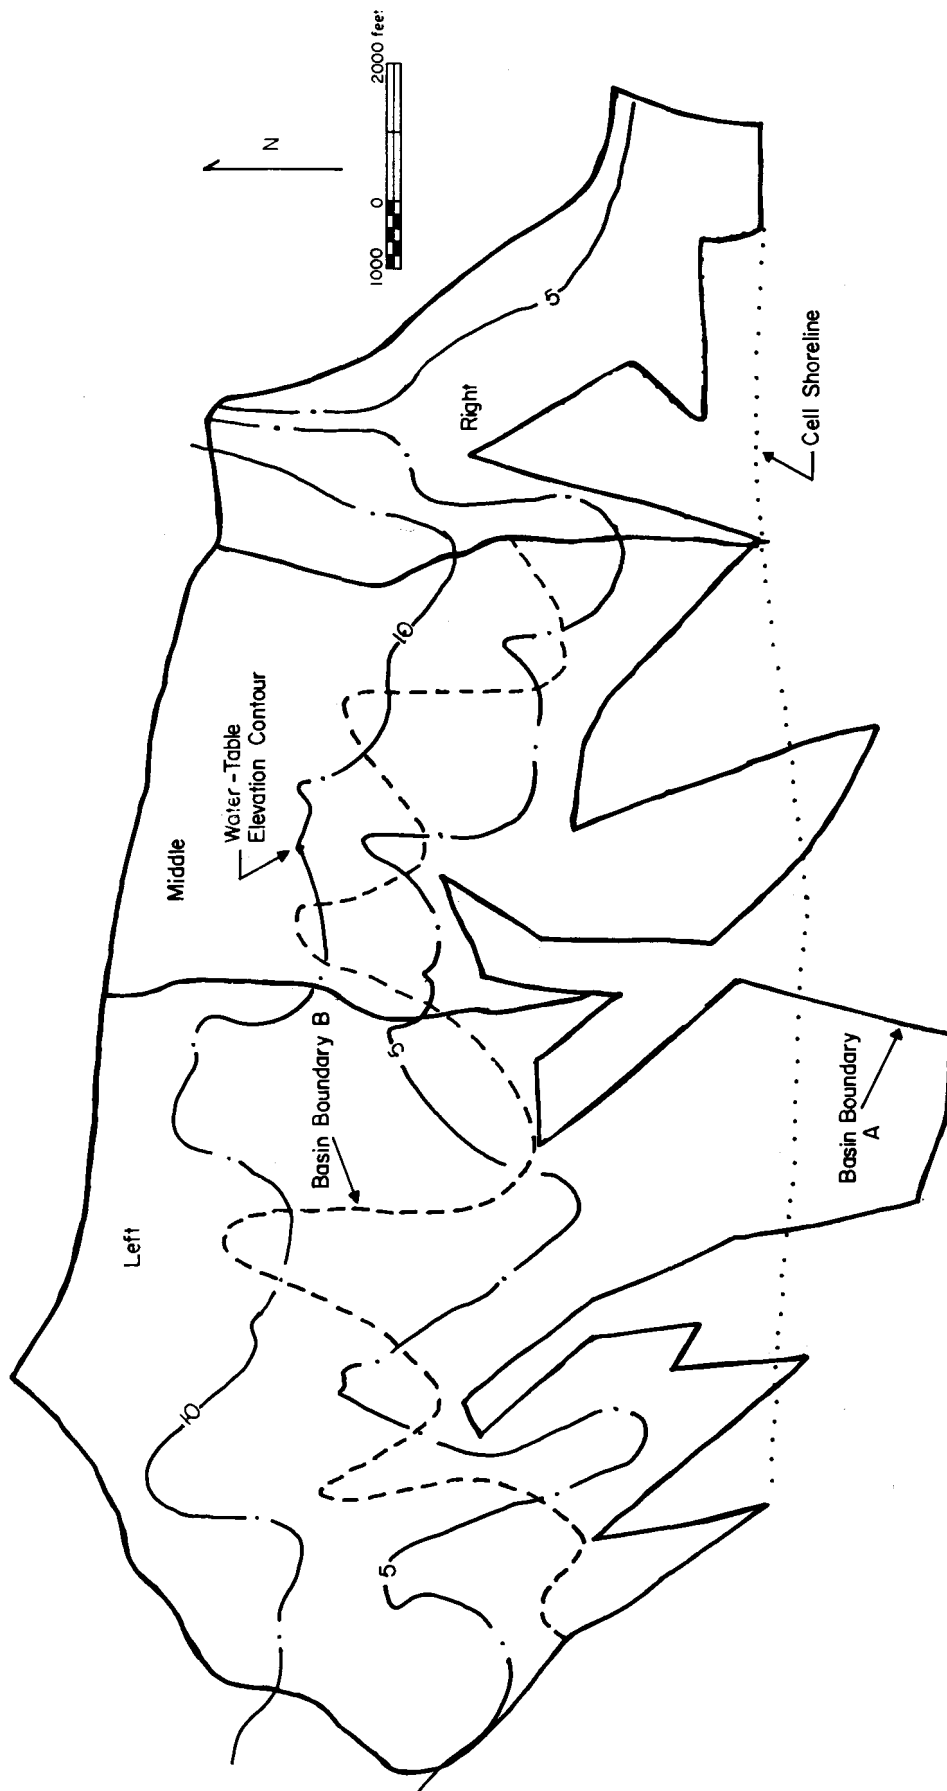 N
1000 0 2000 feet
Right
5
Cell Shoreline
10
Water-Table
Elevation Contour
Middle
Basin Boundary B
5
Basin Boundary
A
Left
10
5